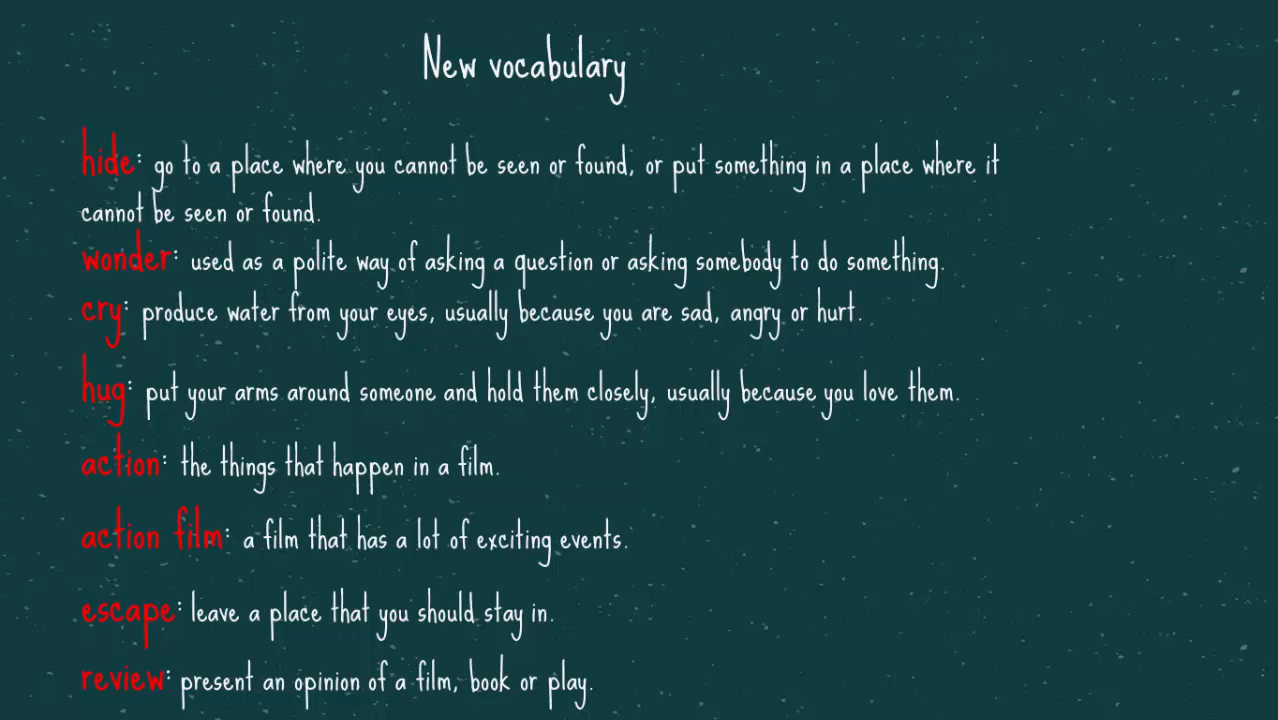 New vocabulary
hide: go to a place where you cannot be seen or found, or put something in a place where it
cannot be seen or found.
wonder: used as a polite way of asking a question or asking somebody to do something.
cry: produce water from your eyes, usually because you are sad, angry or hurt.
hug: put your arms around someone and hold them closely, usually because you love them.
action: the things that happen in a film.
action film: a film that has a lot of exciting events.
escape: leave a place that you should stay in.
review: present an opinion of a film, book or play.